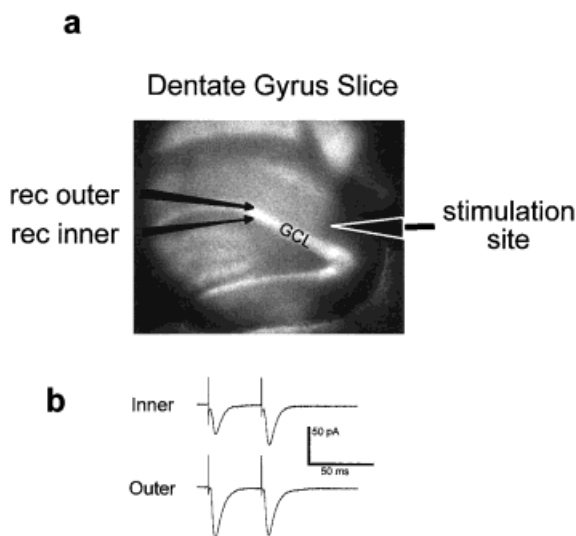 a
Dentate Gyrus Slice
rec outer
rec inner
GCL
stimulation
site
b
Inner
50 pA
50 ms
Outer